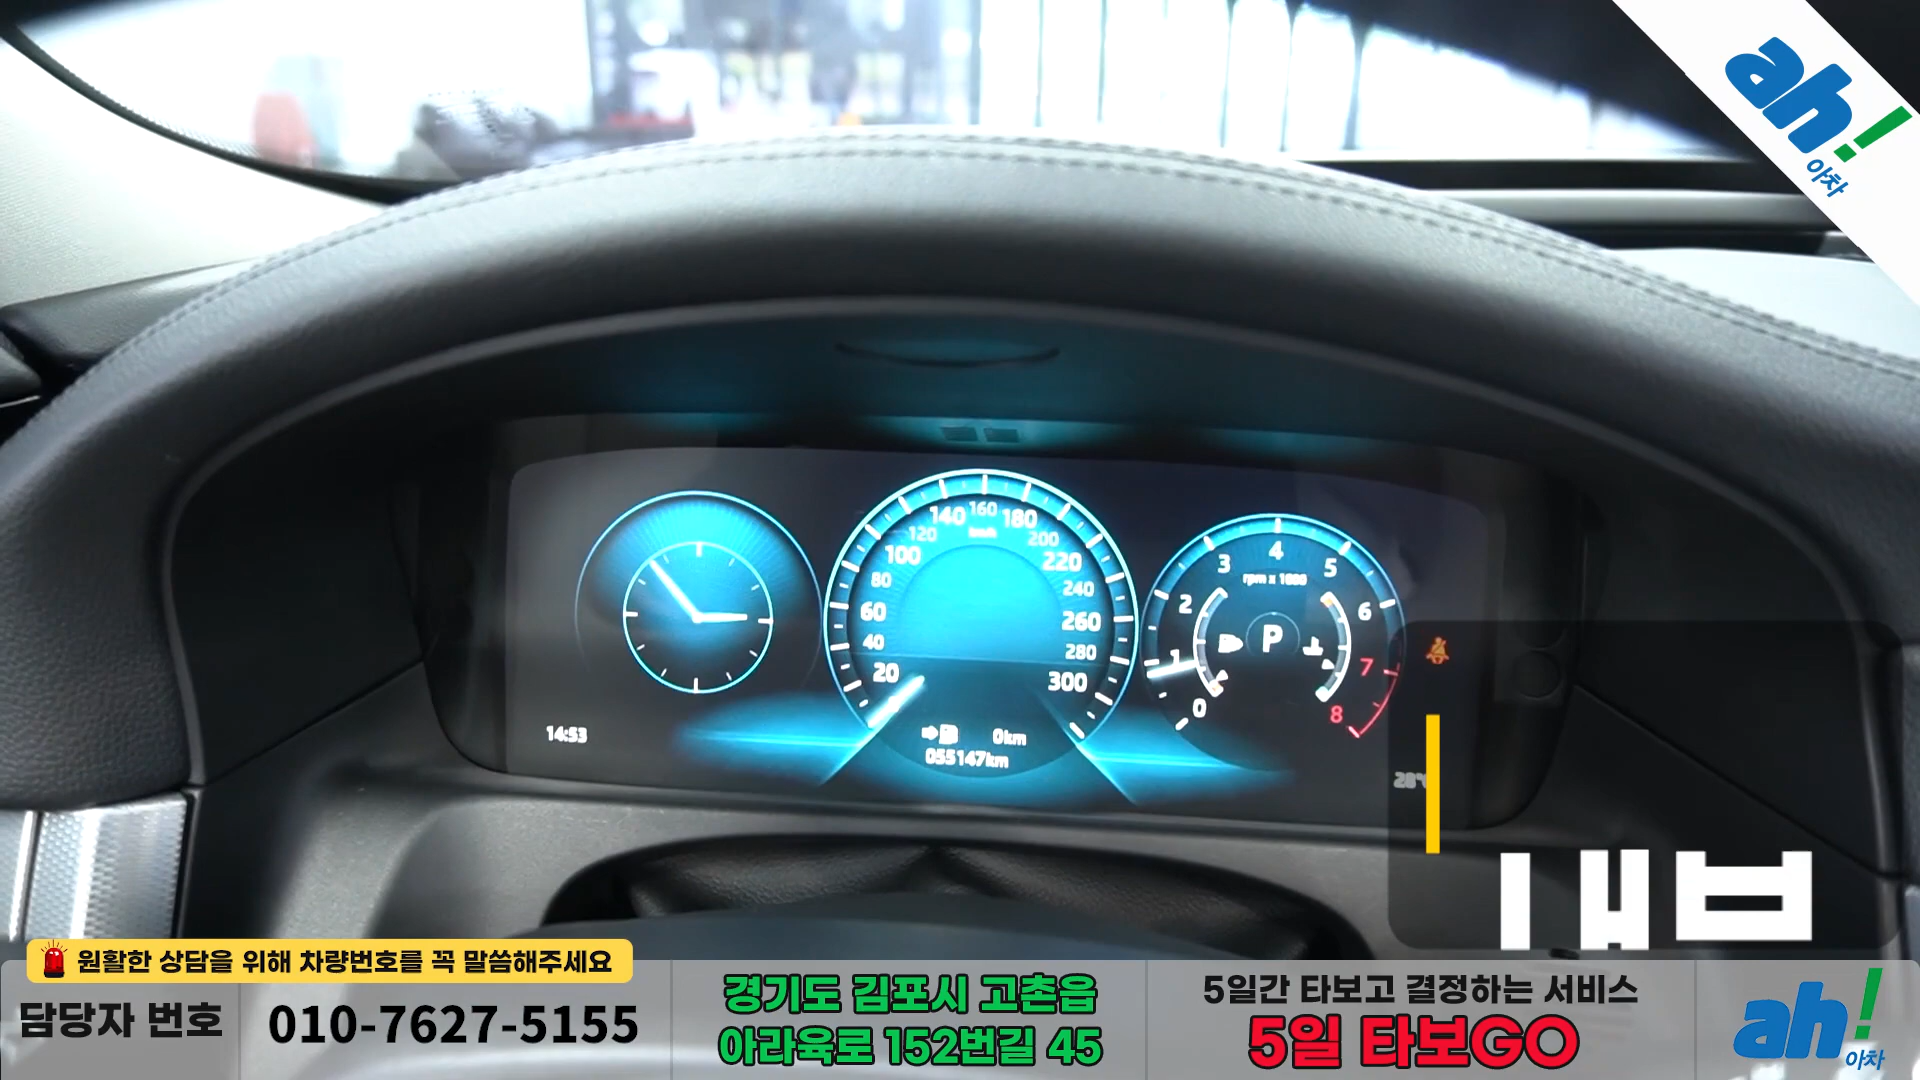 ah!
아차
140 160 180
120 km/h 200
100 220
80 240
60 260
40 280
20 300
14:53
0km
055147km
3 4 5
rpm x 1000
2 6
P
1 7
0 8
28°
내부
원활한 상담을 위해 차량번호를 꼭 말씀해주세요
담당자 번호
010-7627-5155
경기도 김포시 고촌읍
아라육로 152번길 45
5일간 타보고 결정하는 서비스
5일 타보GO
ah!
아차